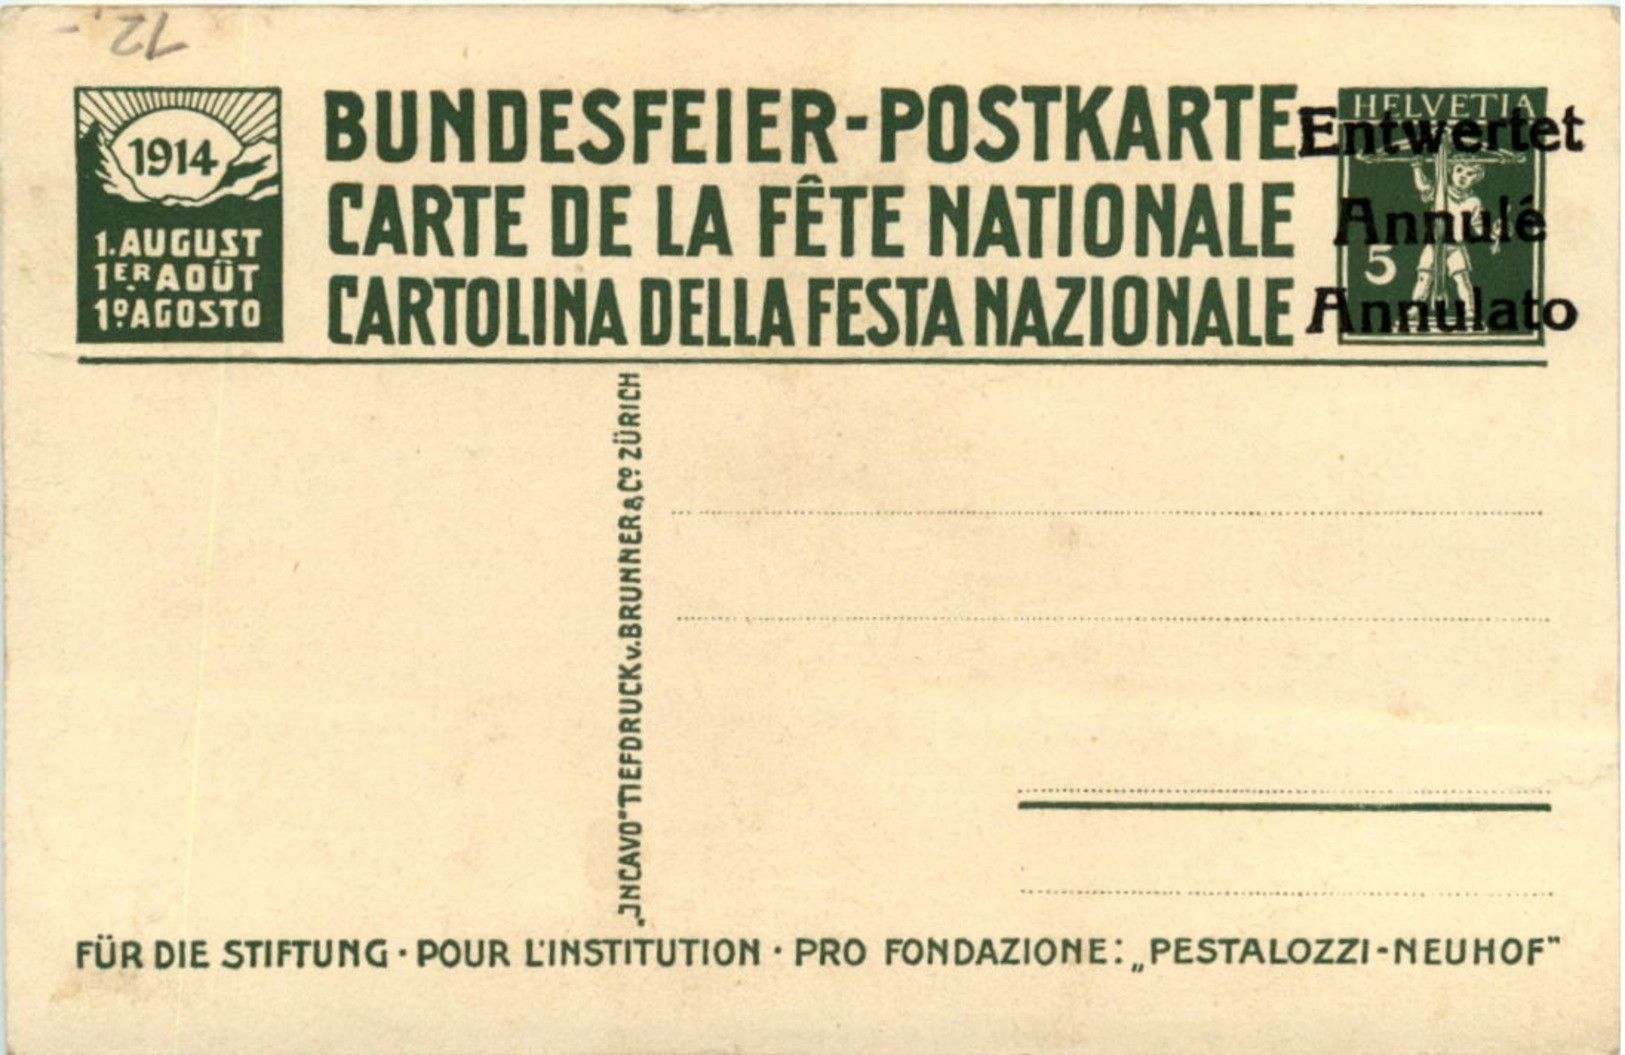 12.-
1914
1. AUGUST
1ER AOÛT
1º AGOSTO
BUNDESFEIER-POSTKARTE
CARTE DE LA FÊTE NATIONALE
CARTOLINA DELLA FESTA NAZIONALE
HELVETIA
5
Entwertet
Annulé
Annulato
„INCAVO" TIEFDRUCK v. BRUNNER & Cº. ZÜRICH
FÜR DIE STIFTUNG · POUR L'INSTITUTION · PRO FONDAZIONE: „PESTALOZZI-NEUHOF"